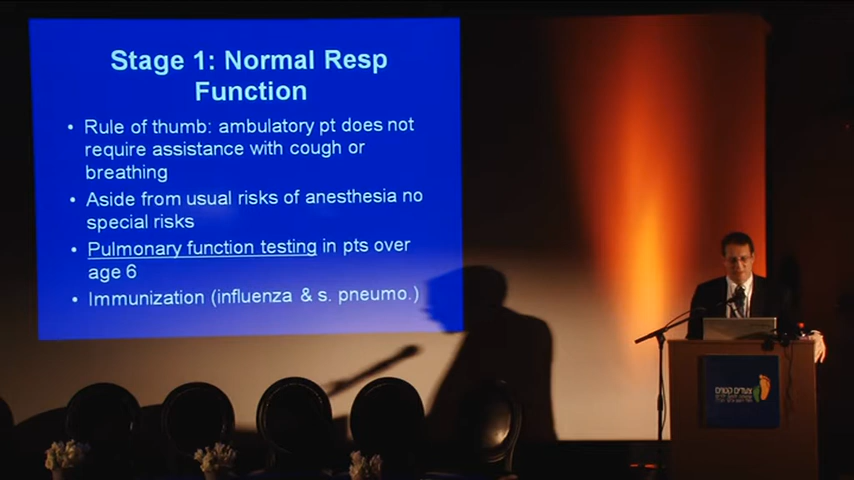 Stage 1: Normal Resp
Function
• Rule of thumb: ambulatory pt does not
require assistance with cough or
breathing
• Aside from usual risks of anesthesia no
special risks
• Pulmonary function testing in pts over
age 6
• Immunization (influenza & s. pneumo.)
צעדים קטנים